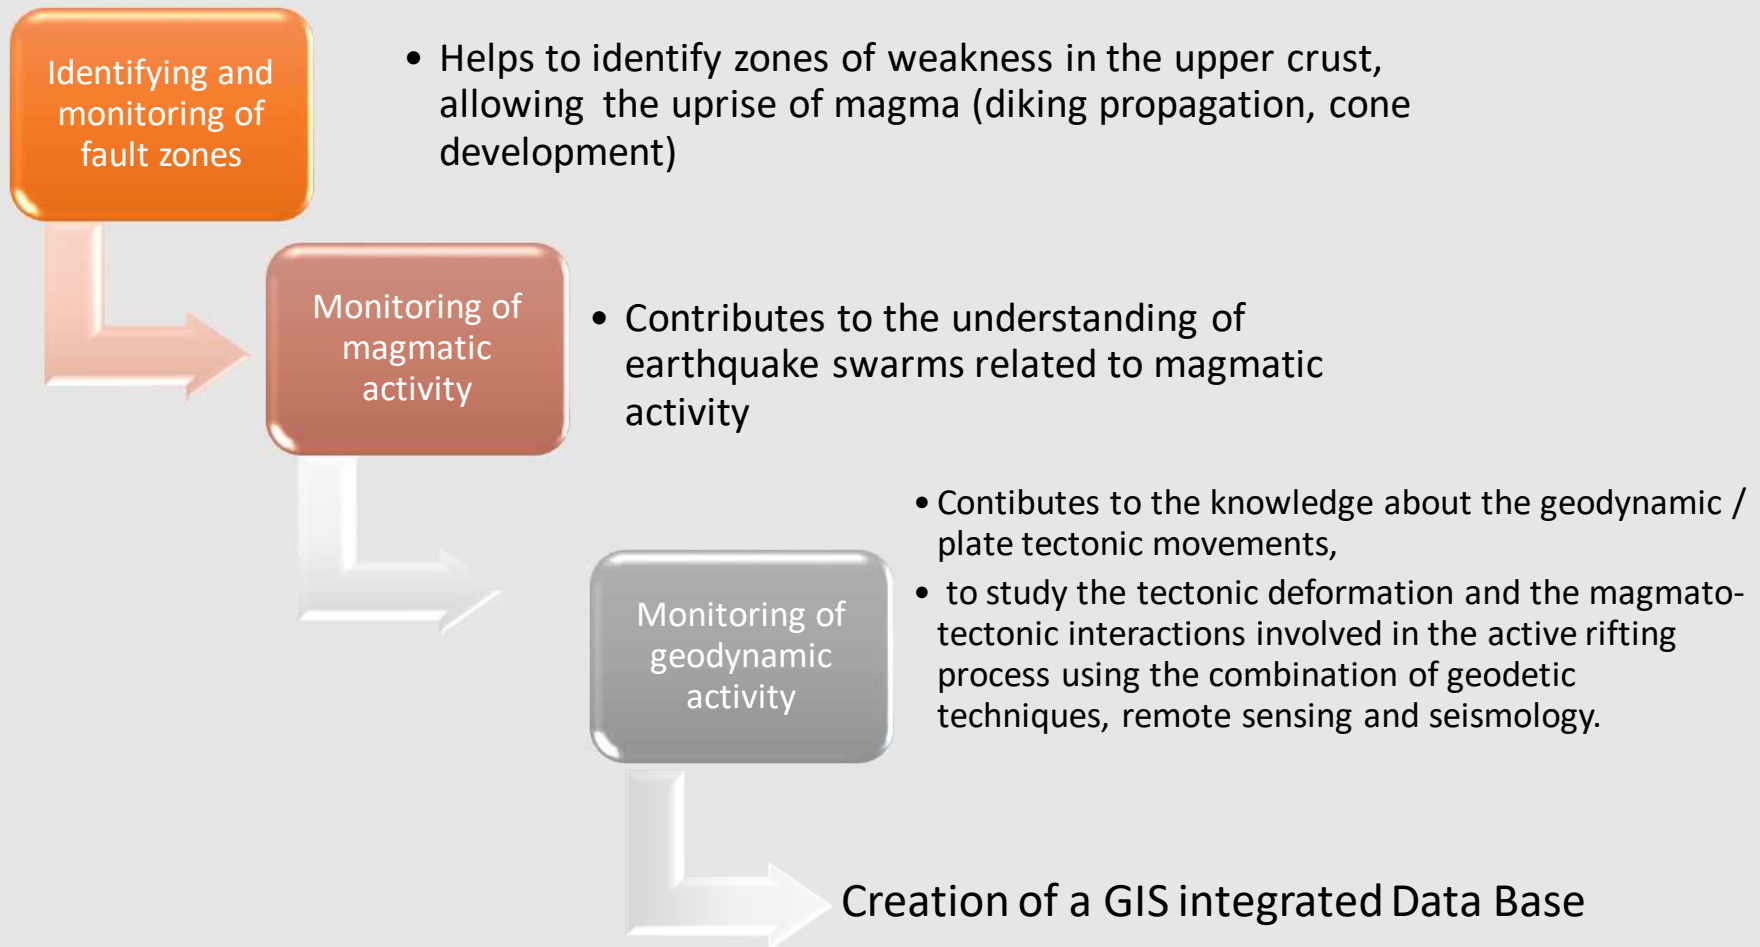 Identifying and
monitoring of
fault zones
• Helps to identify zones of weakness in the upper crust,
allowing the uprise of magma (diking propagation, cone
development)
Monitoring of
magmatic
activity
• Contributes to the understanding of
earthquake swarms related to magmatic
activity
Monitoring of
geodynamic
activity
• Contibutes to the knowledge about the geodynamic /
plate tectonic movements,
• to study the tectonic deformation and the magmato-
tectonic interactions involved in the active rifting
process using the combination of geodetic
techniques, remote sensing and seismology.
Creation of a GIS integrated Data Base